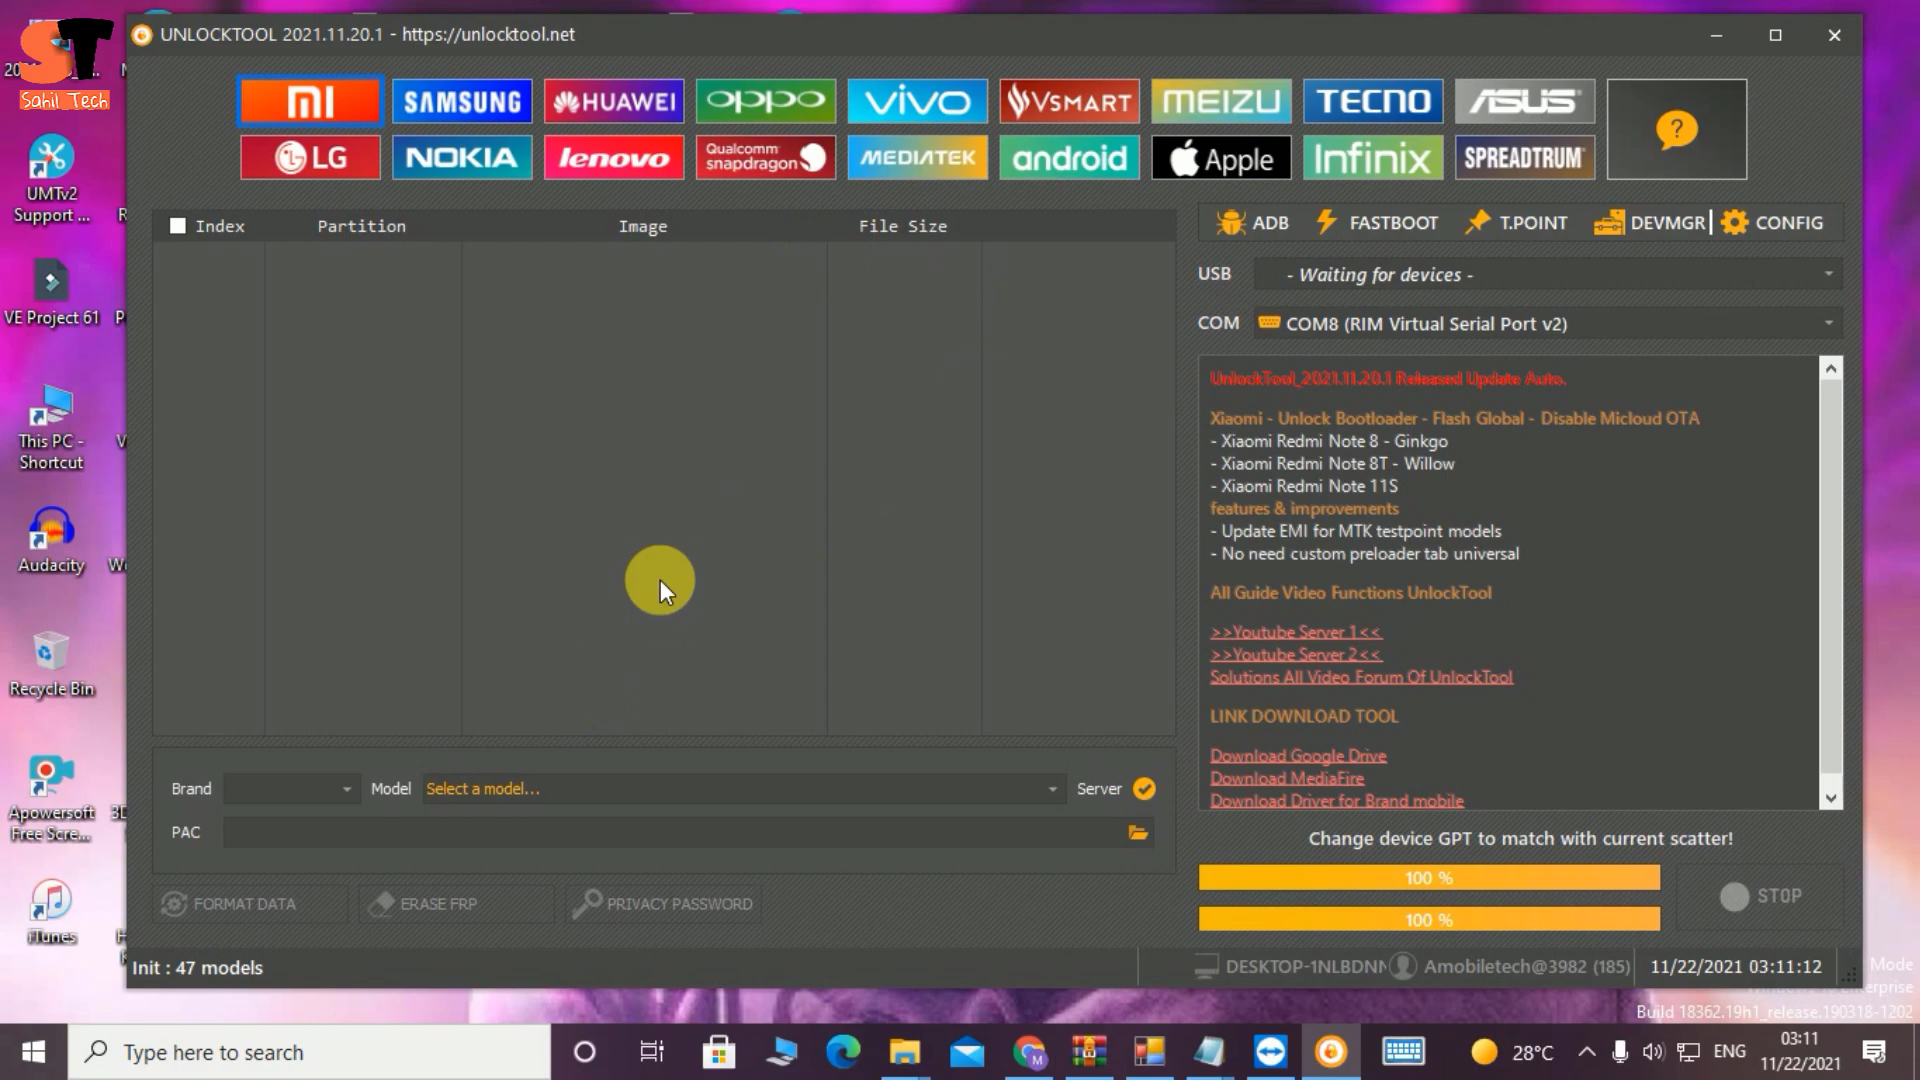 ST
Sahil Tech
UNLOCKTOOL 2021.11.20.1 - https://unlocktool.net
MI SAMSUNG HUAWEI OPPO vivo VSMART MEIZU TECNO ASUS ?
LG NOKIA lenovo Qualcomm snapdragon MEDIATEK android Apple Infinix SPREADTRUM
UMTv2
Support ...
VE Project 61
This PC -
Shortcut
Audacity
Recycle Bin
Apowersoft
Free Scre...
iTunes
Index Partition Image File Size
ADB FASTBOOT T.POINT DEVMGR CONFIG
USB - Waiting for devices -
COM COM8 (RIM Virtual Serial Port v2)
UnlockTool_2021.11.20.1 Released Update Auto.
Xiaomi - Unlock Bootloader - Flash Global - Disable Micloud OTA
- Xiaomi Redmi Note 8 - Ginkgo
- Xiaomi Redmi Note 8T - Willow
- Xiaomi Redmi Note 11S
features & improvements
- Update EMI for MTK testpoint models
- No need custom preloader tab universal
All Guide Video Functions UnlockTool
>>Youtube Server 1<<
>>Youtube Server 2<<
Solutions All Video Forum Of UnlockTool
LINK DOWNLOAD TOOL
Download Google Drive
Download MediaFire
Download Driver for Brand mobile
Brand Model Select a model... Server
PAC
Change device GPT to match with current scatter!
100 %
100 %
STOP
FORMAT DATA ERASE FRP PRIVACY PASSWORD
Init : 47 models
DESKTOP-1NLBDNN Amobiletech@3982 (185) 11/22/2021 03:11:12
Mode
Build 18362.19h1_release.190318-1202
Type here to search
28°C ENG
03:11
11/22/2021